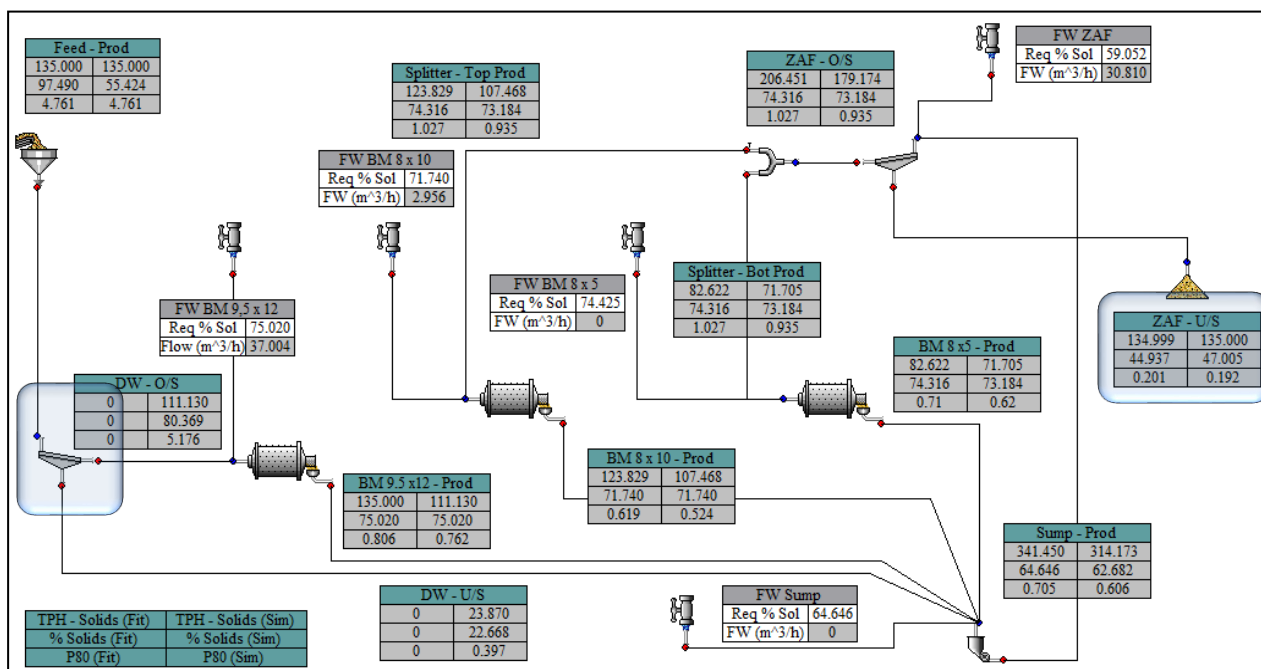 Feed - Prod
135.000 135.000
97.490 55.424
4.761 4.761
Splitter - Top Prod
123.829 107.468
74.316 73.184
1.027 0.935
ZAF - O/S
206.451 179.174
74.316 73.184
1.027 0.935
FW ZAF
Req % Sol 59.052
FW (m^3/h) 30.810
FW BM 8 x 10
Req % Sol 71.740
FW (m^3/h) 2.956
FW BM 9,5 x 12
Req % Sol 75.020
Flow (m^3/h) 37.004
FW BM 8 x 5
Req % Sol 74.425
FW (m^3/h) 0
Splitter - Bot Prod
82.622 71.705
74.316 73.184
1.027 0.935
ZAF - U/S
134.999 135.000
44.937 47.005
0.201 0.192
BM 8 x5 - Prod
82.622 71.705
74.316 73.184
0.71 0.62
DW - O/S
0 111.130
0 80.369
0 5.176
BM 9.5 x12 - Prod
135.000 111.130
75.020 75.020
0.806 0.762
BM 8 x 10 - Prod
123.829 107.468
71.740 71.740
0.619 0.524
Sump - Prod
341.450 314.173
64.646 62.682
0.705 0.606
DW - U/S
0 23.870
0 22.668
0 0.397
FW Sump
Req % Sol 64.646
FW (m^3/h) 0
TPH - Solids (Fit) TPH - Solids (Sim)
% Solids (Fit) % Solids (Sim)
P80 (Fit) P80 (Sim)